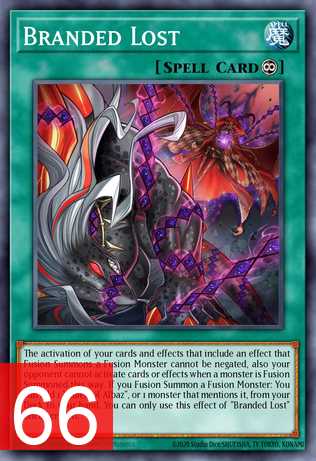 Branded Lost
魔
[Spell Card]
The activation of your cards and effects that include an effect that
Fusion Summons a Fusion Monster cannot be negated, also your
opponent cannot activate cards or effects when a monster is Fusion
Summoned this way. If you Fusion Summon a Fusion Monster: You
Albaz", or 1 monster that mentions it, from your
You can only use this effect of "Branded Lost"
66
©2020 Studio Dice/SHUEISHA, TV TOKYO, KONAMI